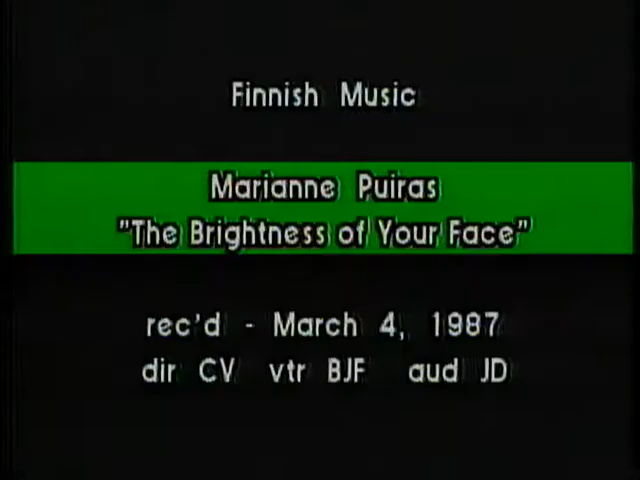 Finnish Music
Marianne Puiras
"The Brightness of Your Face"
rec'd - March 4, 1987
dir CV vtr BJF aud JD